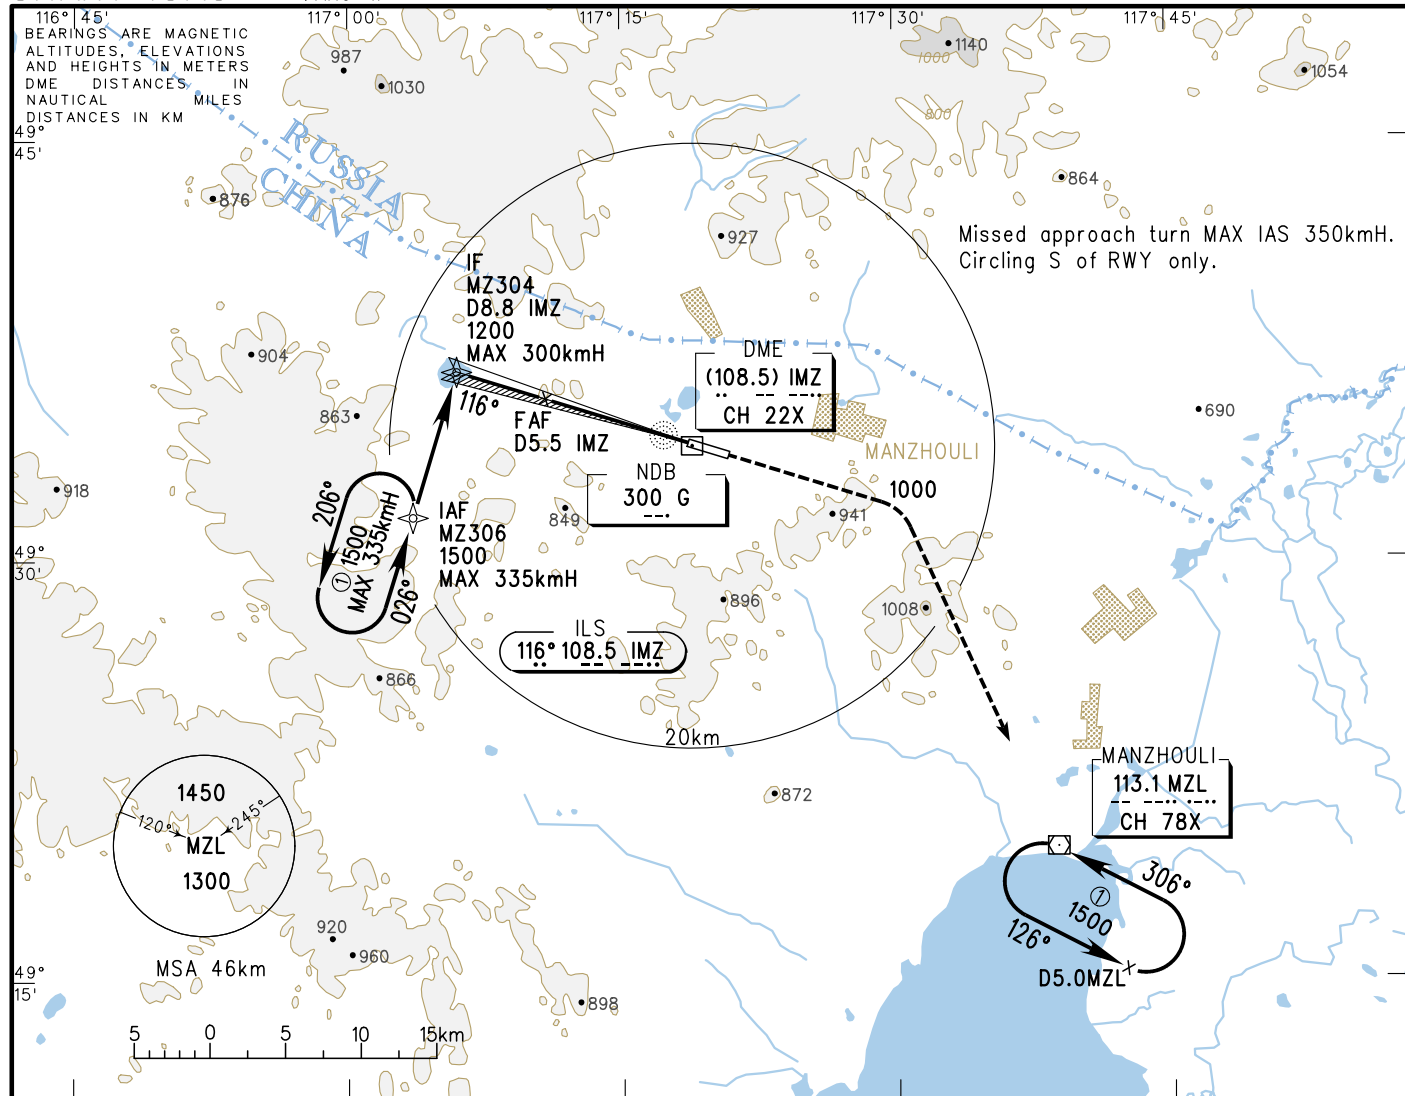 116° 45'
117° 00'
117° 15'
117° 30'
117° 45'
BEARINGS ARE MAGNETIC
ALTITUDES, ELEVATIONS
AND HEIGHTS IN METERS
DME DISTANCES IN
NAUTICAL MILES
DISTANCES IN KM
987
1030
1140
1000
800
1054
49°
45'
RUSSIA
CHINA
876
864
927
Missed approach turn MAX IAS 350kmH.
Circling S of RWY only.
IF
MZ304
D8.8 IMZ
1200
MAX 300kmH
904
DME
(108.5) IMZ
CH 22X
116°
863
FAF
D5.5 IMZ
690
MANZHOULI
NDB
300 G
918
1000
206°
1500
MAX 335kmH
1
026°
IAF
MZ306
1500
MAX 335kmH
849
941
49°
30'
896
1008
ILS
116° 108.5 IMZ
866
20km
MANZHOULI
113.1 MZL
CH 78X
1450
120°
245°
MZL
1300
872
306°
1
1500
126°
D5.0MZL
920
960
MSA 46km
49°
15'
898
5 0 5 10 15km